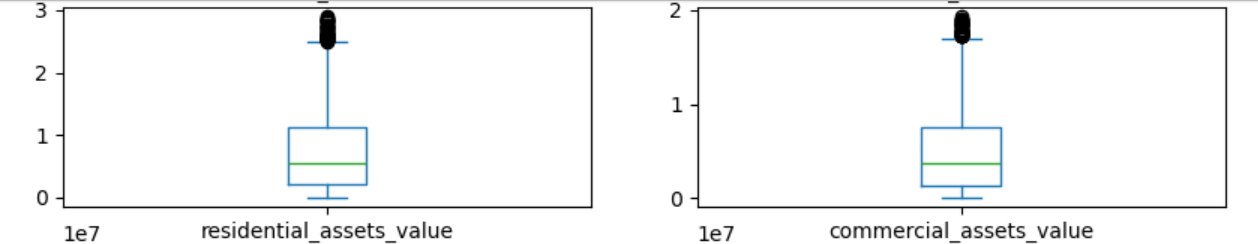 3
2
1
0
residential_assets_value
1e7
2
1
0
commercial_assets_value
1e7